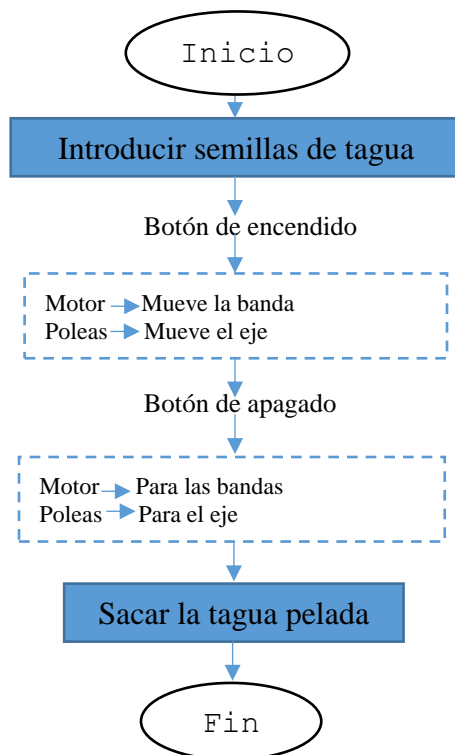 Inicio
Introducir semillas de tagua
Botón de encendido
Motor Mueve la banda
Poleas Mueve el eje
Botón de apagado
Motor Para las bandas
Poleas Para el eje
Sacar la tagua pelada
Fin